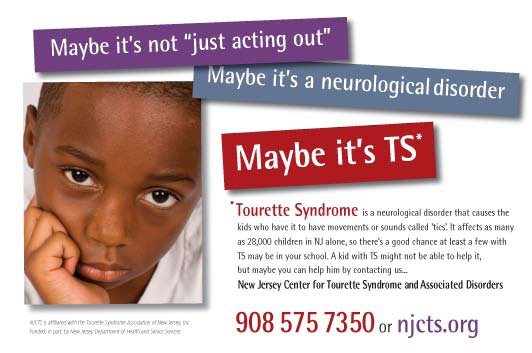 Maybe it's not "just acting out"
Maybe it's a neurological disorder
Maybe it's TS*
*Tourette Syndrome is a neurological disorder that causes the
kids who have it to have movements or sounds called 'tics'. It affects as many
as 28,000 children in NJ alone, so there's a good chance at least a few with
TS may be in your school. A kid with TS might not be able to help it,
but maybe you can help him by contacting us...
New Jersey Center for Tourette Syndrome and Associated Disorders
908 575 7350 or njcts.org
NJCTS is affiliated with the Tourette Syndrome Association of New Jersey, Inc.
Funded, in part, by New Jersey Department of Health and Senior Services